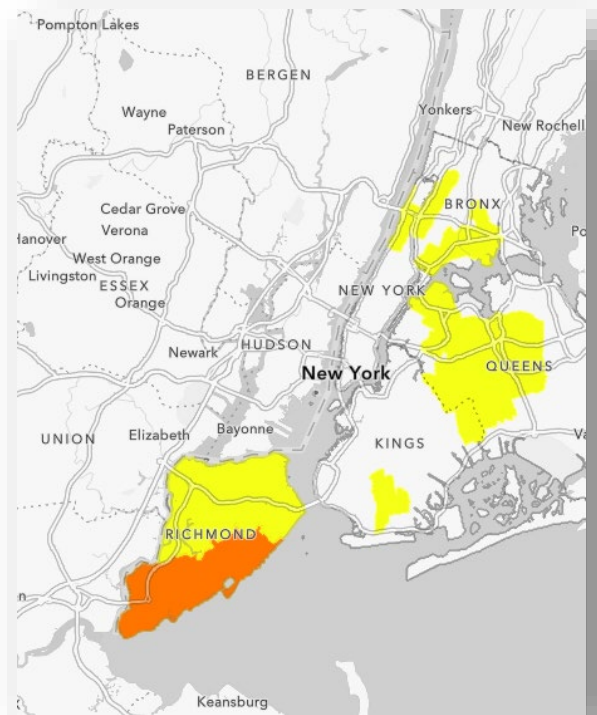 Pompton Lakes
BERGEN
Wayne
Paterson
Yonkers
New Rochell
Cedar Grove
Verona
BRONX
Hanover
West Orange
Livingston
ESSEX
Orange
NEW YORK
Newark
HUDSON
New York
QUEENS
UNION
Elizabeth
Bayonne
KINGS
RICHMOND
Keansburg